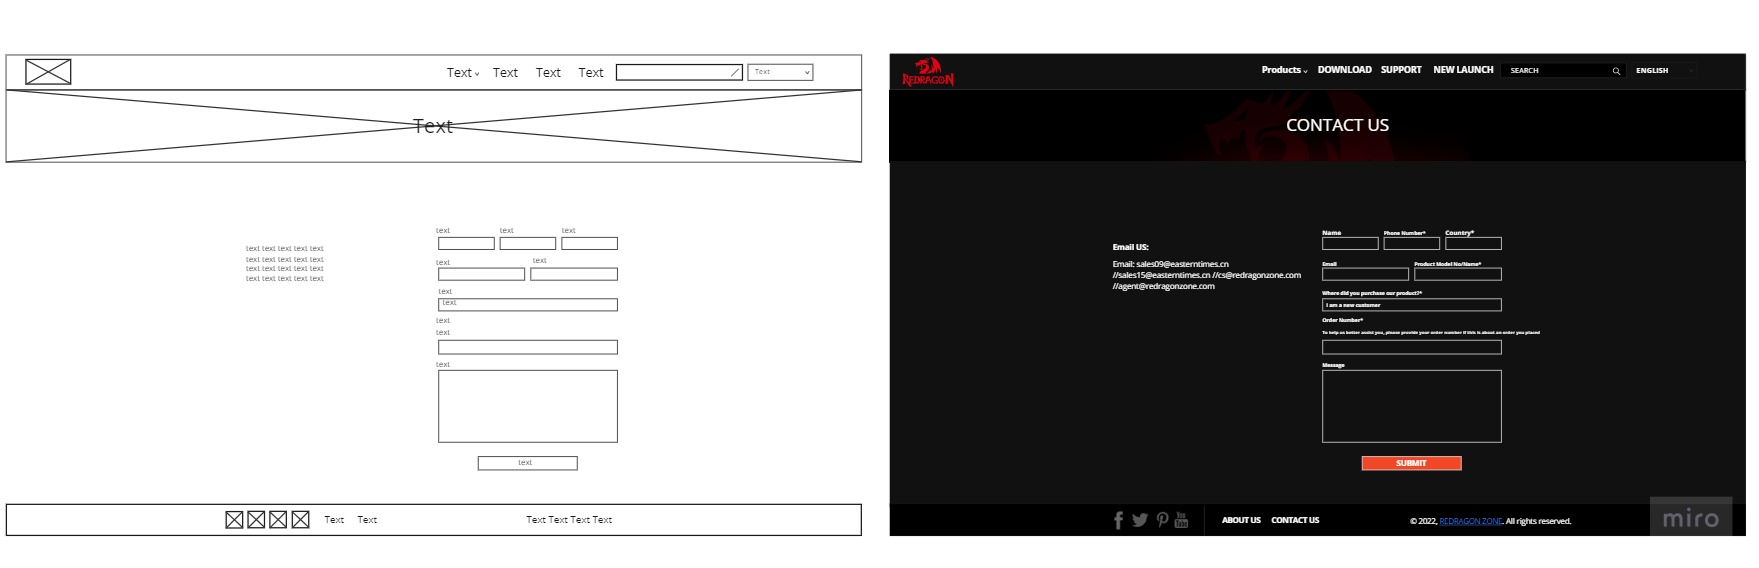 Text Text Text Text Text
Text
text text text
text text text text text
text text text text text
text text text text text
text text text text text
text text
text
text
text
text
text
text
Text Text Text Text Text Text
REDRAGON Products DOWNLOAD SUPPORT NEW LAUNCH SEARCH ENGLISH
CONTACT US
Email US:
Email: sales09@easterntimes.cn
//sales15@easterntimes.cn //cs@redragonzone.com
//agent@redragonzone.com
Name Phone Number* Country*
Email Product Model No/Name*
Where did you purchase our product?*
I am a new customer
Order Number*
To help us better assist you, please provide your order number if this is about an order you placed
Message
SUBMIT
You Tube ABOUT US CONTACT US © 2022, REDRAGON ZONE. All rights reserved.
miro